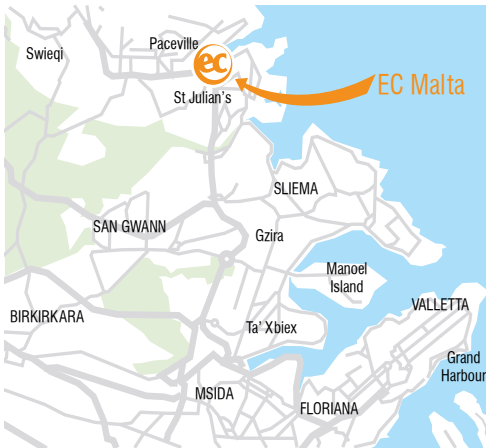 Paceville
Swieqi
ec
EC Malta
St Julian's
SLIEMA
SAN GWANN
Gzira
Manoel
Island
VALLETTA
BIRKIRKARA
Ta' Xbiex
Grand
Harbour
MSIDA
FLORIANA